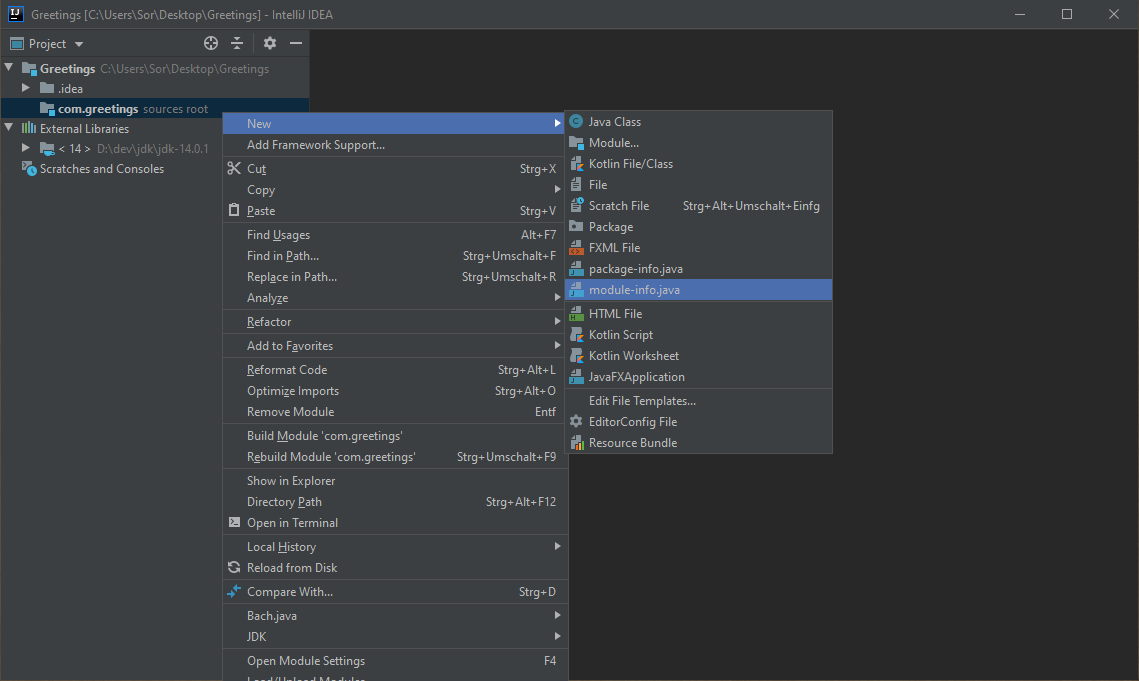 Greetings [C:\Users\Sor\Desktop\Greetings] - IntelliJ IDEA
Project
Greetings C:\Users\Sor\Desktop\Greetings
.idea
com.greetings sources root
External Libraries
< 14 > D:\dev\jdk\jdk-14.0.1
Scratches and Consoles
New
Add Framework Support...
Cut Strg+X
Copy
Paste Strg+V
Find Usages Alt+F7
Find in Path... Strg+Umschalt+F
Replace in Path... Strg+Umschalt+R
Analyze
Refactor
Add to Favorites
Reformat Code Strg+Alt+L
Optimize Imports Strg+Alt+O
Remove Module Entf
Build Module 'com.greetings'
Rebuild Module 'com.greetings' Strg+Umschalt+F9
Show in Explorer
Directory Path Strg+Alt+F12
Open in Terminal
Local History
Reload from Disk
Compare With... Strg+D
Bach.java
JDK
Open Module Settings F4
Load/Unload Modules...
Java Class
Module...
Kotlin File/Class
File
Scratch File Strg+Alt+Umschalt+Einfg
Package
FXML File
package-info.java
module-info.java
HTML File
Kotlin Script
Kotlin Worksheet
JavaFXApplication
Edit File Templates...
EditorConfig File
Resource Bundle